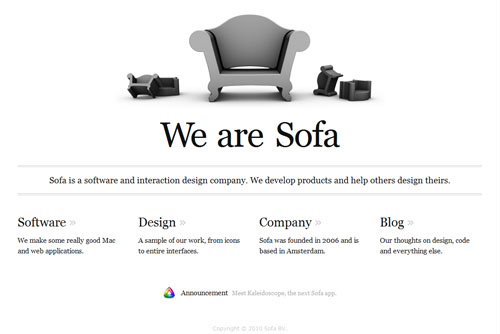 We are Sofa
Sofa is a software and interaction design company. We develop products and help others design theirs.
Software »
We make some really good Mac
and web applications.
Design »
A sample of our work, from icons
to entire interfaces.
Company »
Sofa was founded in 2006 and is
based in Amsterdam.
Blog »
Our thoughts on design, code
and everything else.
Announcement Meet Kaleidoscope, the next Sofa app.
Copyright © 2010 Sofa BV.